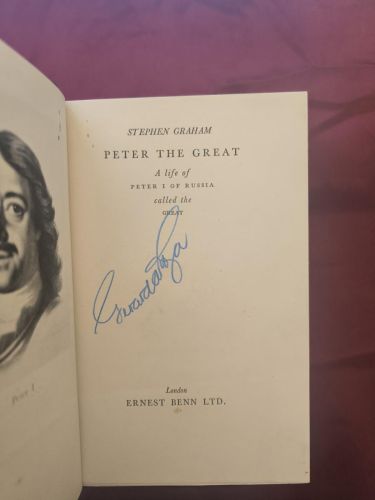 STEPHEN GRAHAM
PETER THE GREAT
A life of
PETER I OF RUSSIA
called the
GREAT
London
ERNEST BENN LTD.